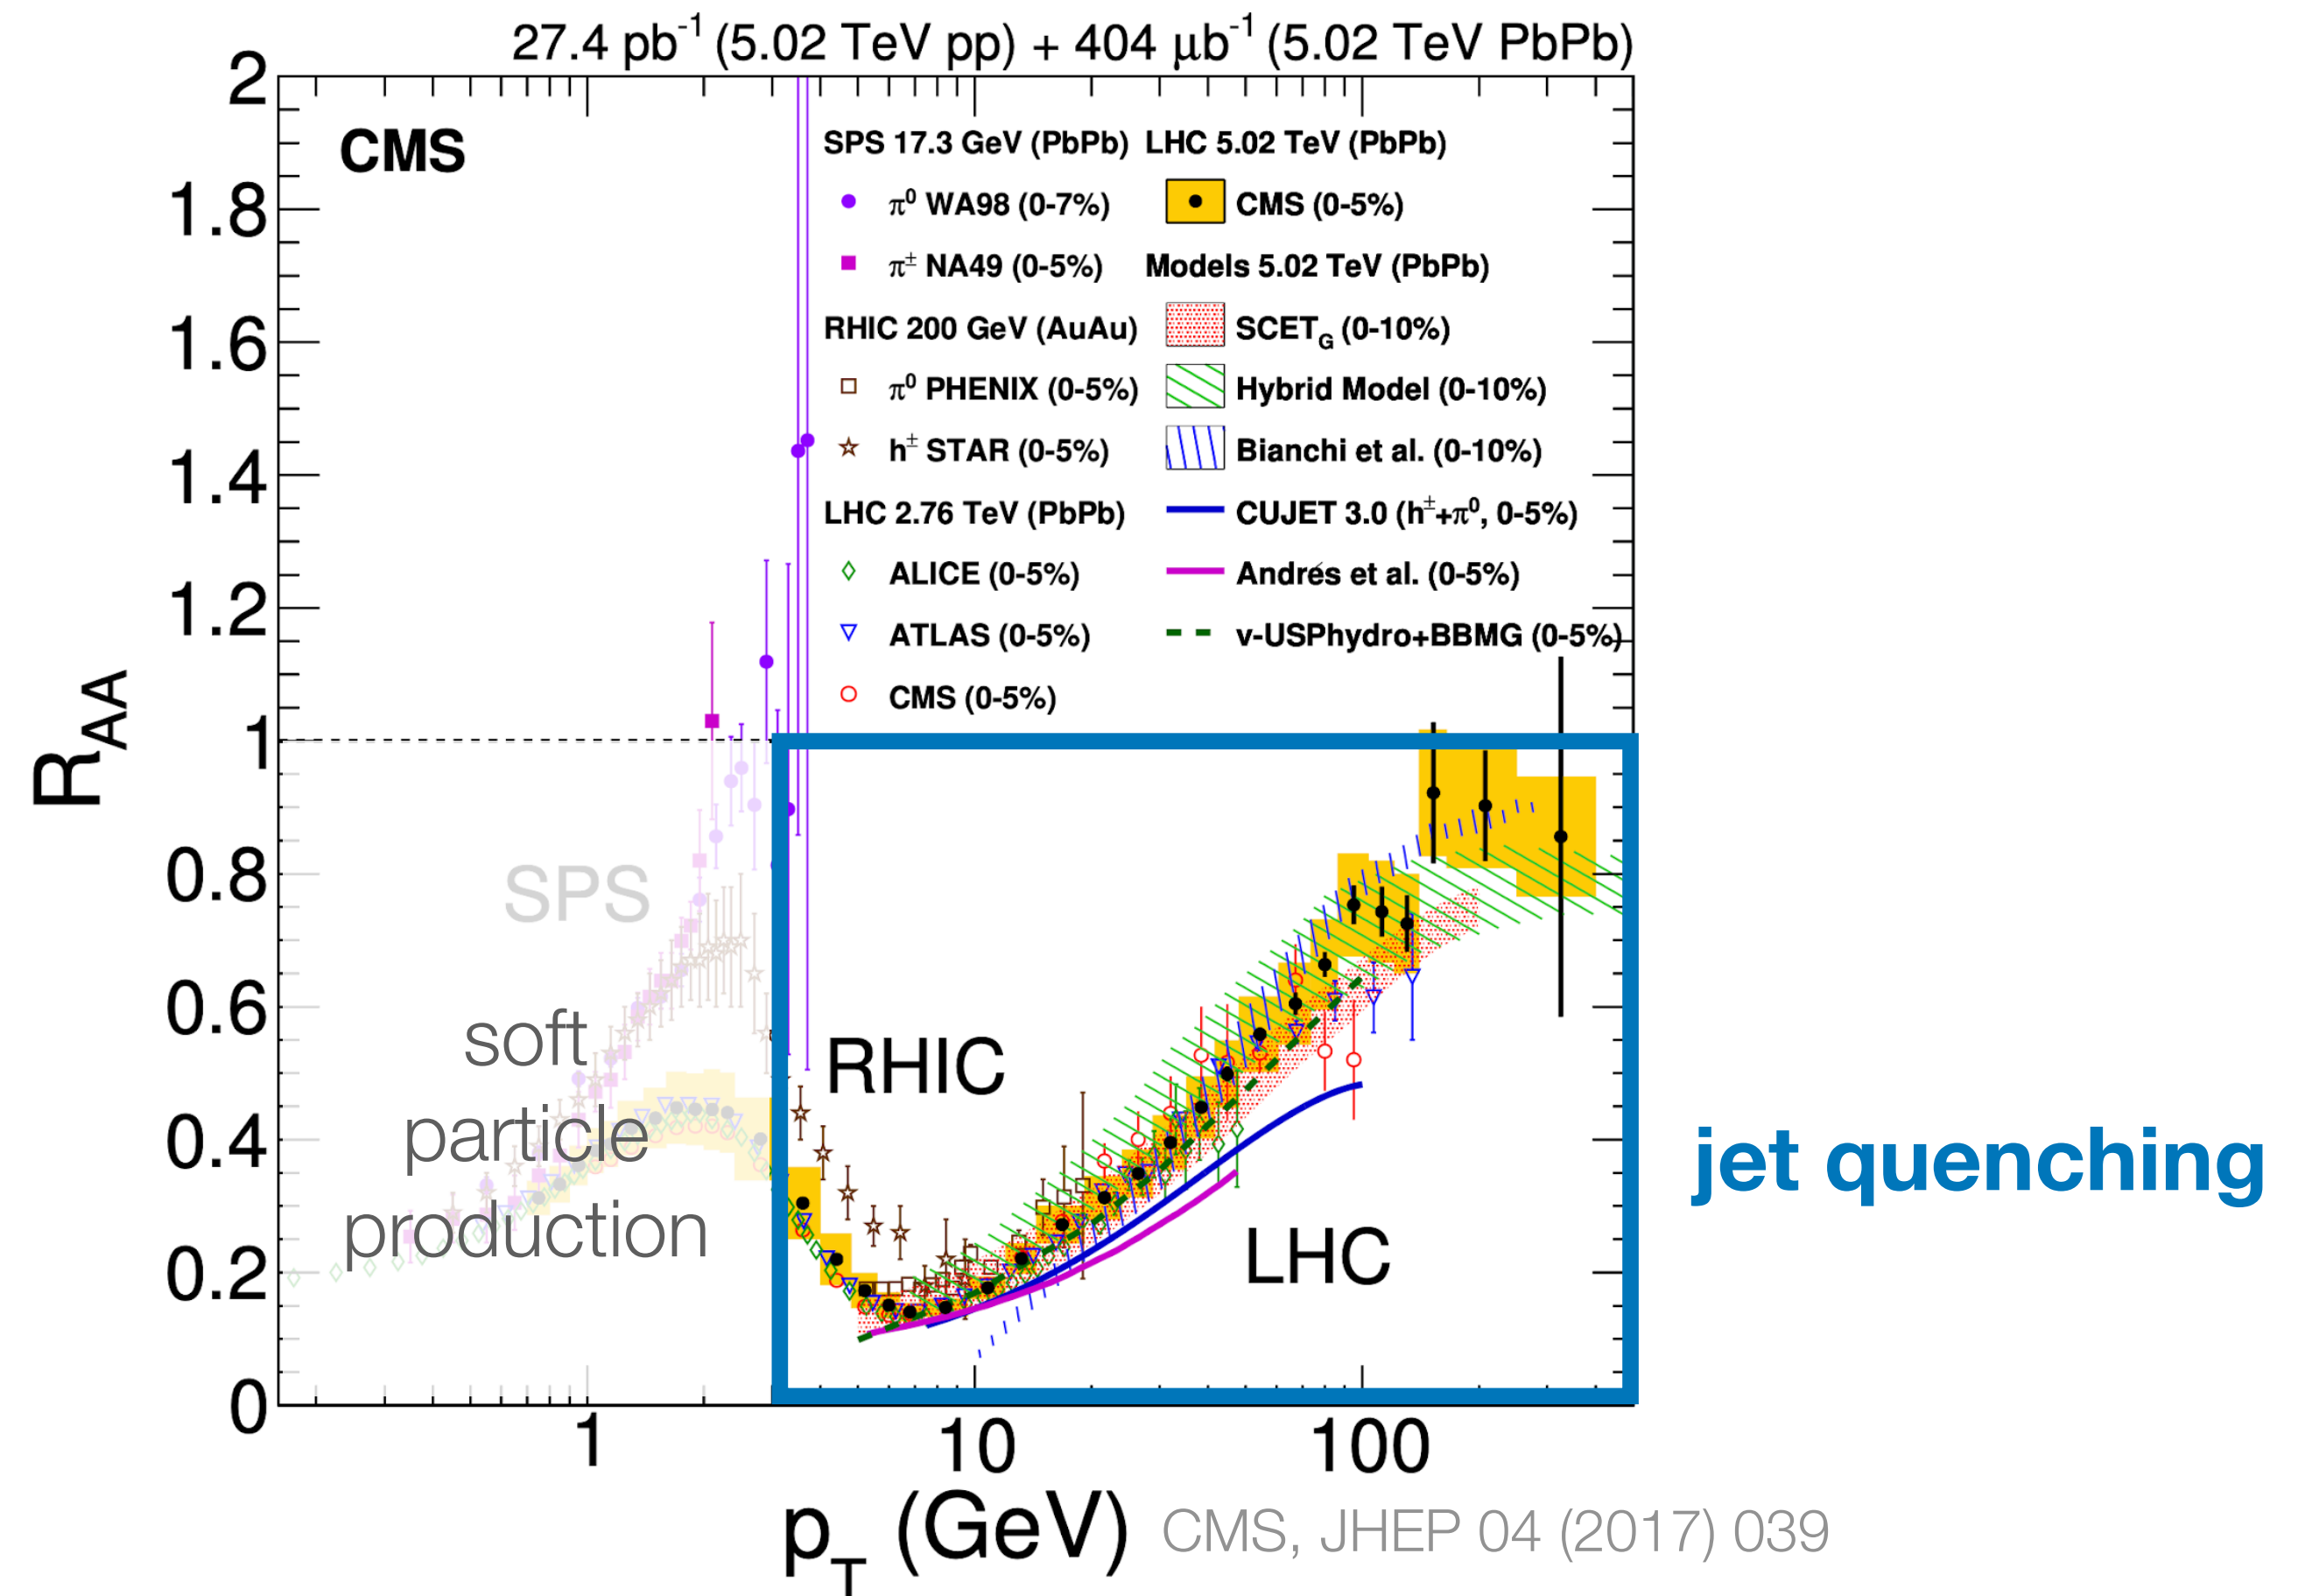 27.4 pb-1 (5.02 TeV pp) + 404 μb-1 (5.02 TeV PbPb)
CMS
SPS 17.3 GeV (PbPb)
π0 WA98 (0-7%)
π± NA49 (0-5%)
RHIC 200 GeV (AuAu)
π0 PHENIX (0-5%)
h± STAR (0-5%)
LHC 2.76 TeV (PbPb)
ALICE (0-5%)
ATLAS (0-5%)
CMS (0-5%)
LHC 5.02 TeV (PbPb)
CMS (0-5%)
Models 5.02 TeV (PbPb)
SCETG (0-10%)
Hybrid Model (0-10%)
Bianchi et al. (0-10%)
CUJET 3.0 (h±+π0, 0-5%)
Andrés et al. (0-5%)
v-USPhydro+BBMG (0-5%)
2
1.8
1.6
1.4
1.2
1
0.8
0.6
0.4
0.2
0
RAA
SPS
soft
particle
production
RHIC
LHC
jet quenching
1
10
100
pT (GeV)
CMS, JHEP 04 (2017) 039